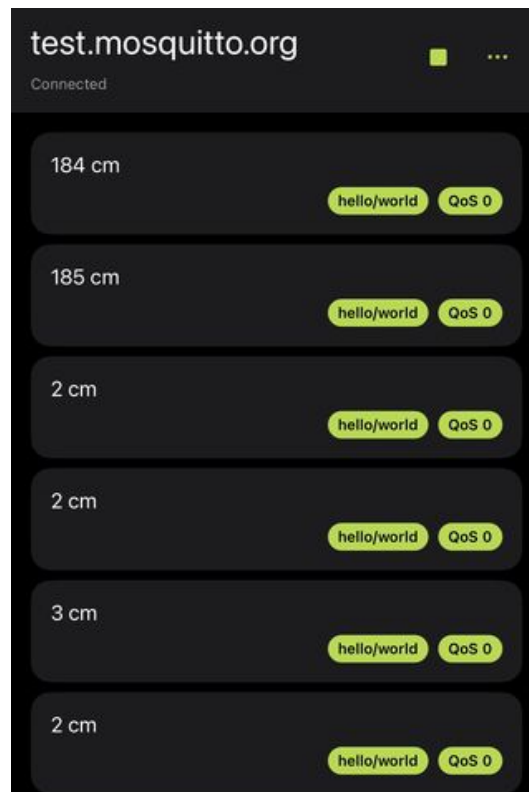 test.mosquitto.org
Connected
184 cm
hello/world QoS 0
185 cm
hello/world QoS 0
2 cm
hello/world QoS 0
2 cm
hello/world QoS 0
3 cm
hello/world QoS 0
2 cm
hello/world QoS 0